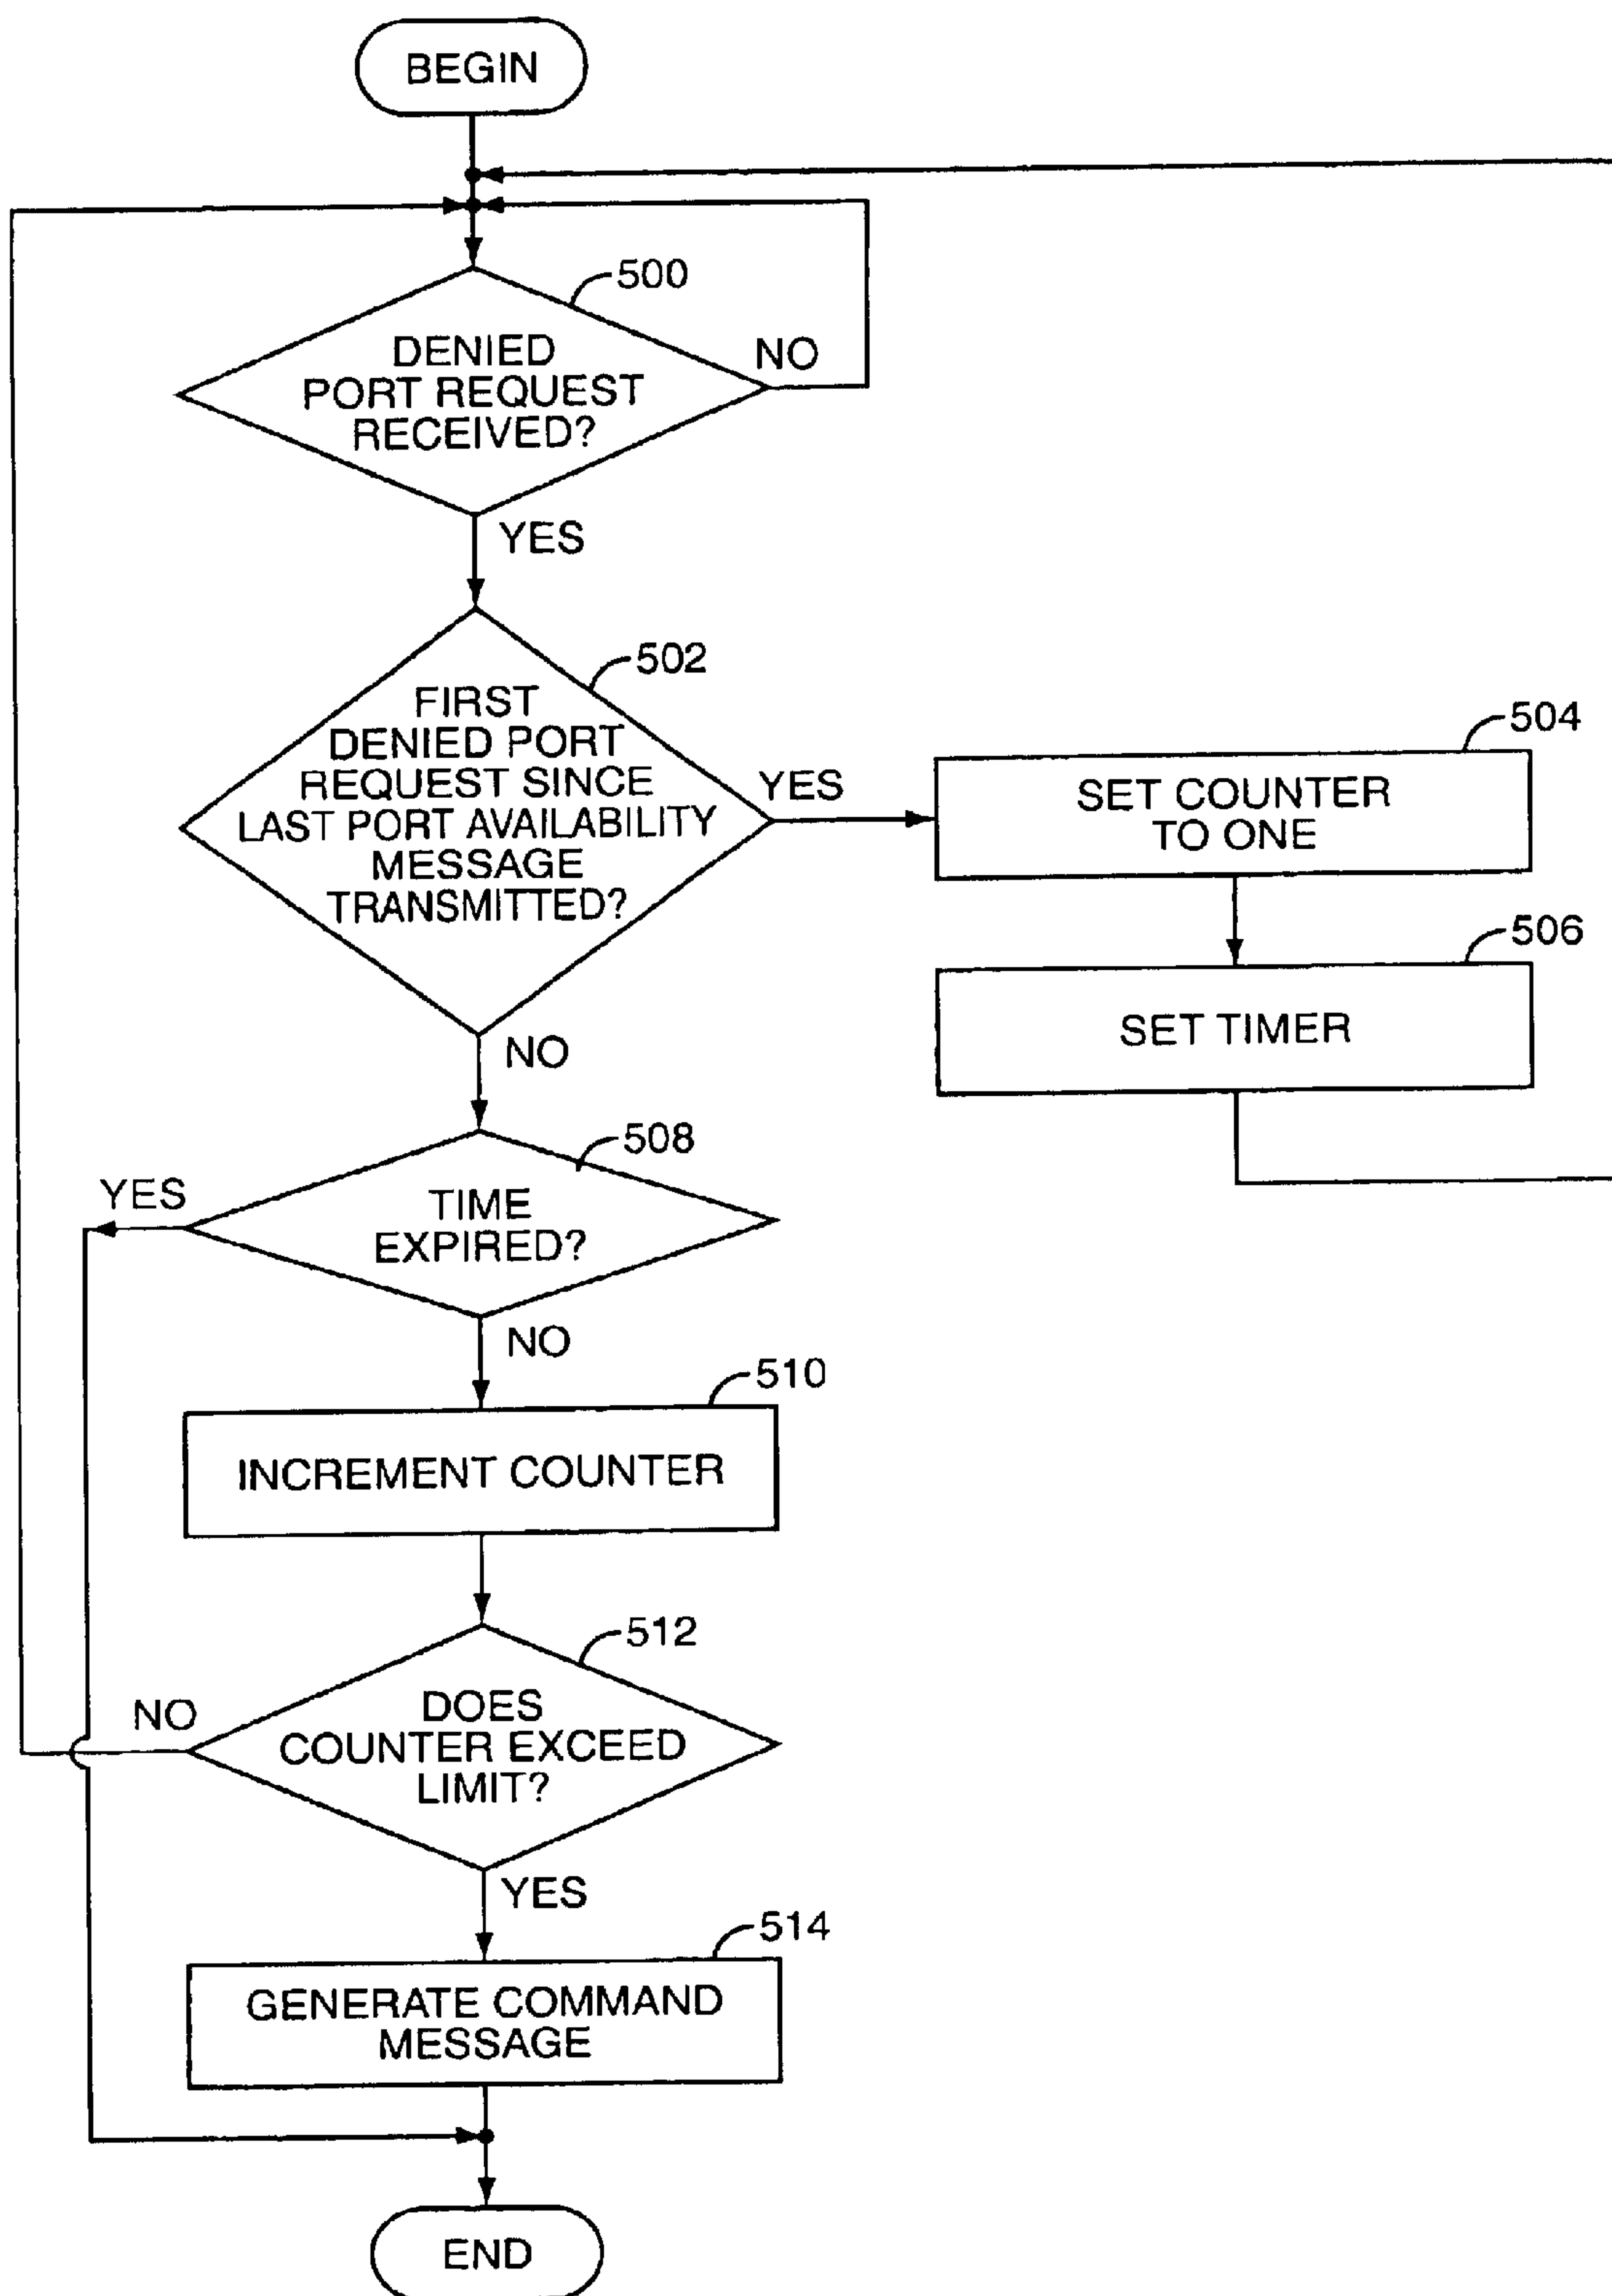 BEGIN
500
DENIED
PORT REQUEST
RECEIVED?
NO
YES
502
FIRST
DENIED PORT
REQUEST SINCE
LAST PORT AVAILABILITY
MESSAGE
TRANSMITTED?
YES
504
SET COUNTER
TO ONE
506
SET TIMER
NO
508
TIME
EXPIRED?
YES
NO
510
INCREMENT COUNTER
512
DOES
COUNTER EXCEED
LIMIT?
NO
YES
514
GENERATE COMMAND
MESSAGE
END